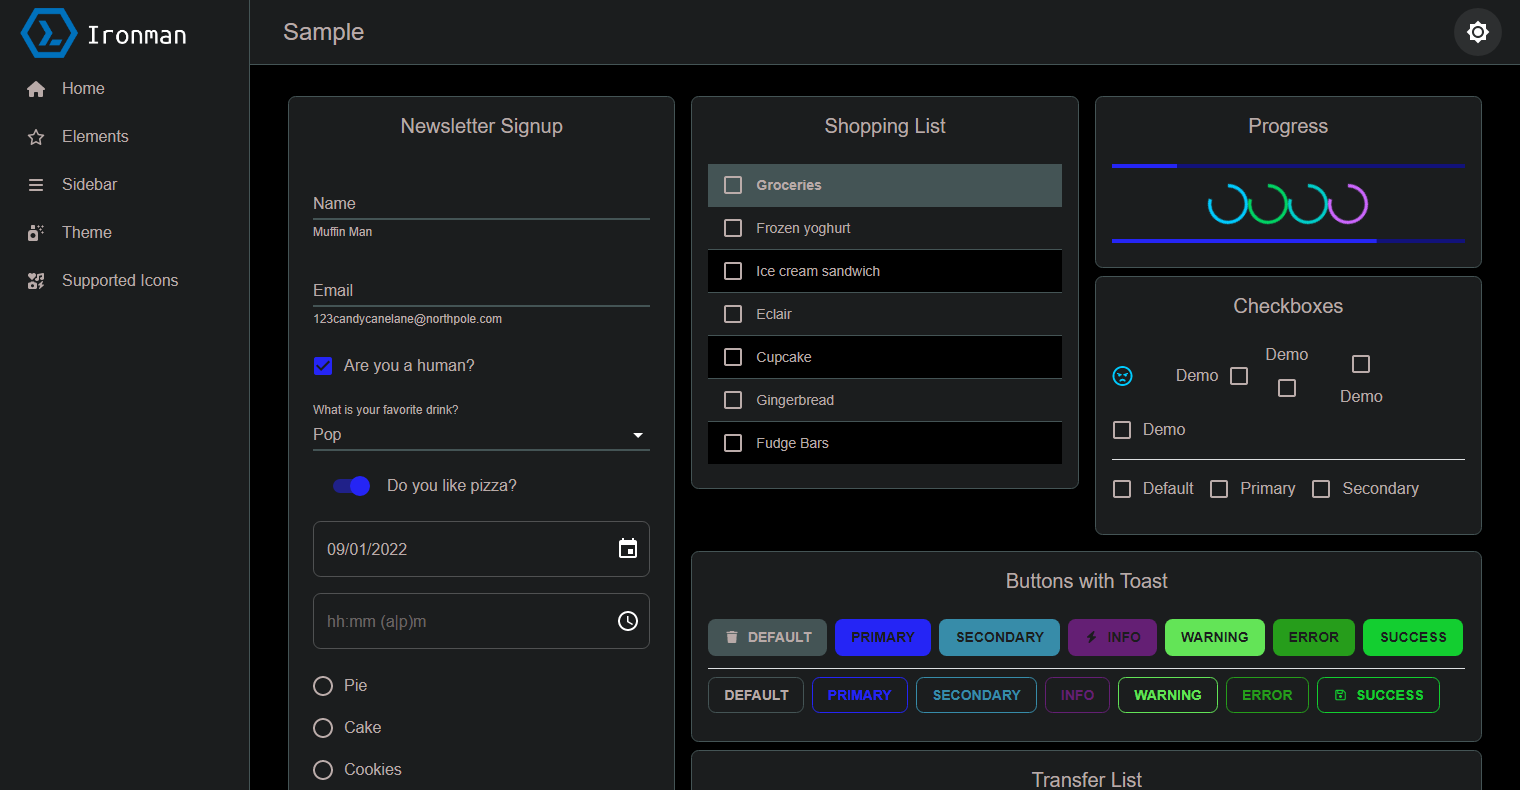 Ironman
Home
Elements
Sidebar
Theme
Supported Icons
Sample
Newsletter Signup
Name
Muffin Man
Email
123candycanelane@northpole.com
Are you a human?
What is your favorite drink?
Pop
Do you like pizza?
09/01/2022
hh:mm (a|p)m
Pie
Cake
Cookies
Shopping List
Groceries
Frozen yoghurt
Ice cream sandwich
Eclair
Cupcake
Gingerbread
Fudge Bars
Progress
Checkboxes
Demo
Demo
Demo
Demo
Default Primary Secondary
Buttons with Toast
DEFAULT PRIMARY SECONDARY INFO WARNING ERROR SUCCESS
DEFAULT PRIMARY SECONDARY INFO WARNING ERROR SUCCESS
Transfer List